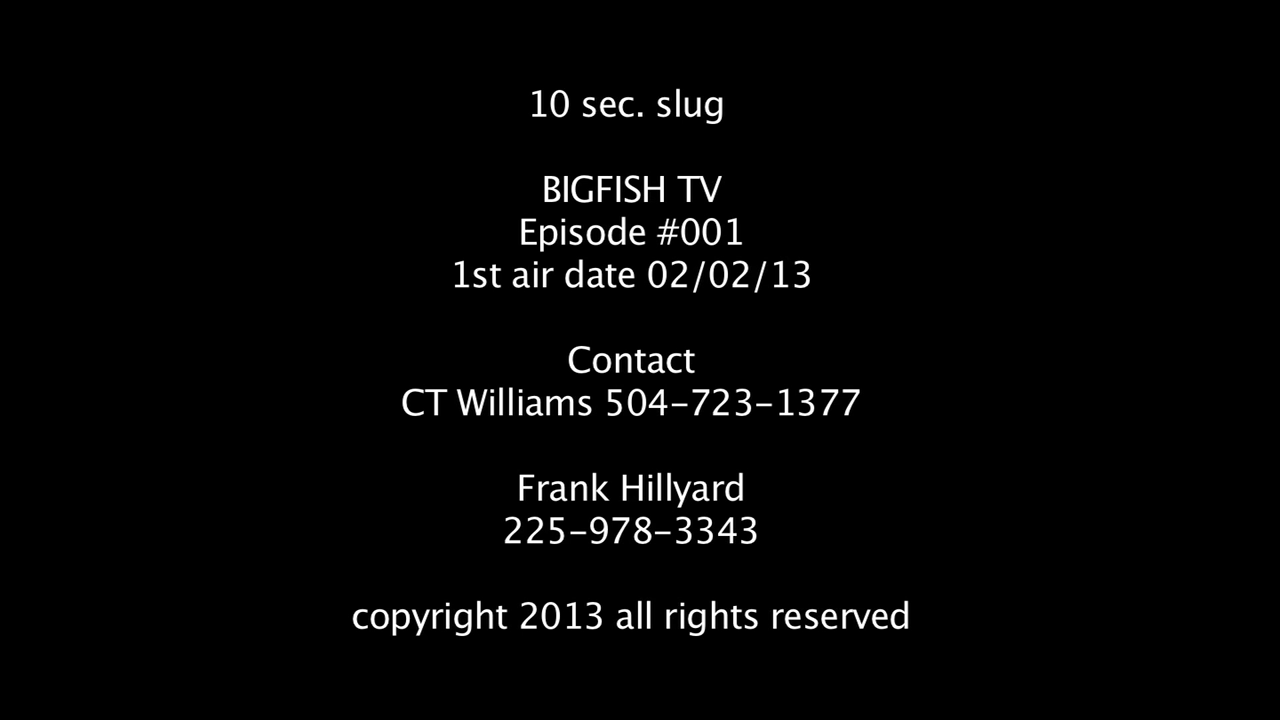 10 sec. slug
BIGFISH TV
Episode #001
1st air date 02/02/13
Contact
CT Williams 504-723-1377
Frank Hillyard
225-978-3343
copyright 2013 all rights reserved